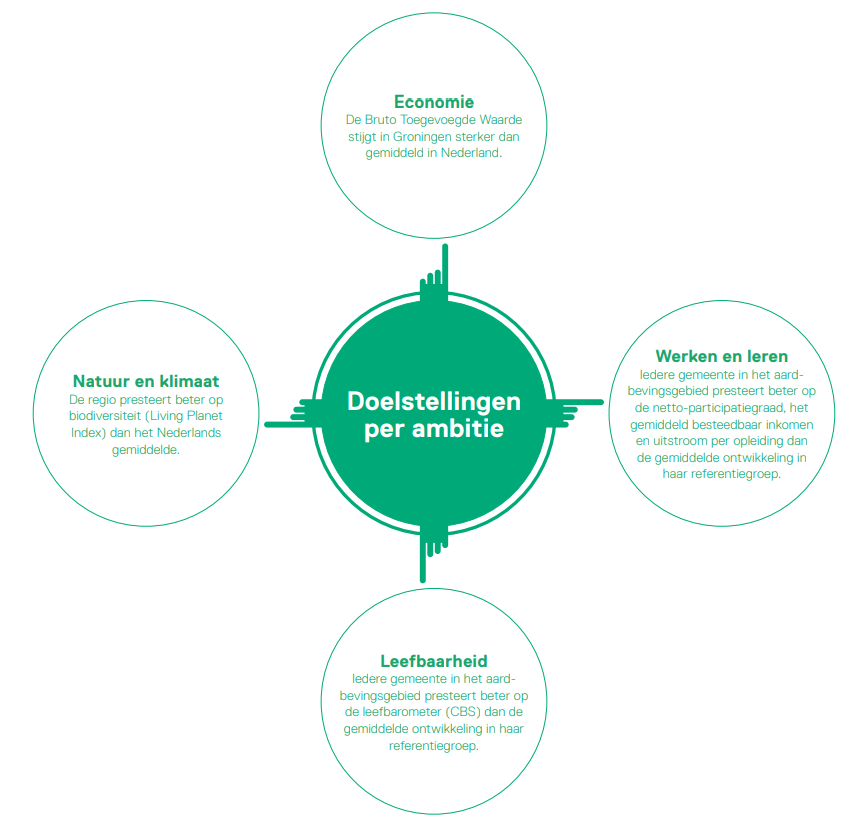 Economie
De Bruto Toegevoegde Waarde
stijgt in Groningen sterker dan
gemiddeld in Nederland.
Natuur en klimaat
De regio presteert beter op
biodiversiteit (Living Planet
Index) dan het Nederlands
gemiddelde.
Doelstellingen
per ambitie
Werken en leren
Iedere gemeente in het aard-
bevingsgebied presteert beter op
de netto-participatiegraad, het
gemiddeld besteedbaar inkomen
en uitstroom per opleiding dan
de gemiddelde ontwikkeling in
haar referentiegroep.
Leefbaarheid
Iedere gemeente in het aard-
bevingsgebied presteert beter op
de leefbarometer (CBS) dan de
gemiddelde ontwikkeling in haar
referentiegroep.